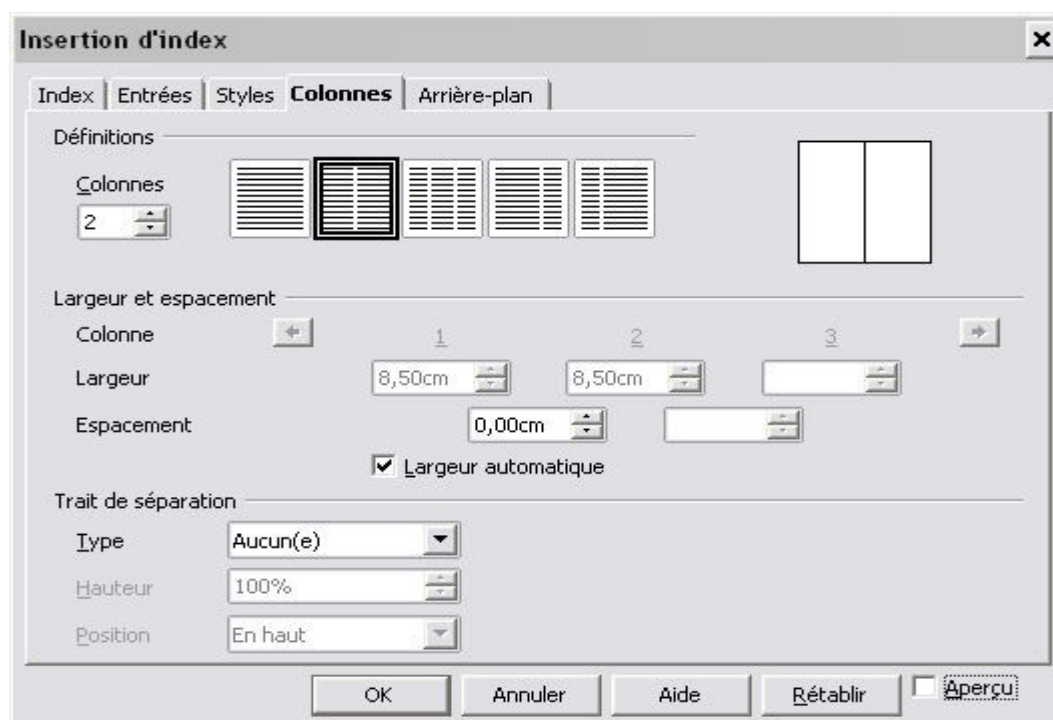 Insertion d'index
Index Entrées Styles Colonnes Arrière-plan
Définitions
Colonnes
2
Largeur et espacement
Colonne 1 2 3
Largeur 8,50cm 8,50cm
Espacement 0,00cm
Largeur automatique
Trait de séparation
Type Aucun(e)
Hauteur 100%
Position En haut
OK Annuler Aide Rétablir Aperçu